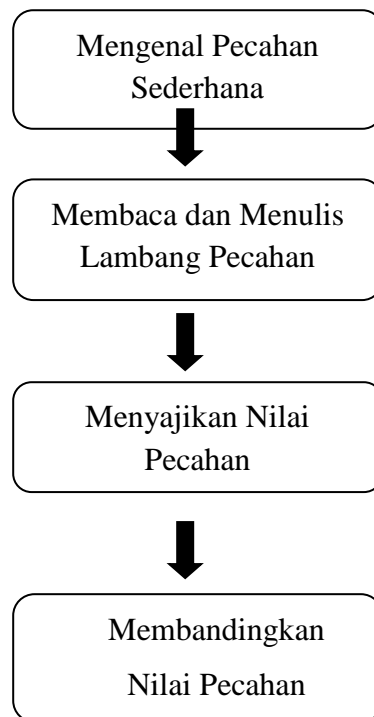 Mengenal Pecahan
Sederhana
Membaca dan Menulis
Lambang Pecahan
Menyajikan Nilai
Pecahan
Membandingkan
Nilai Pecahan